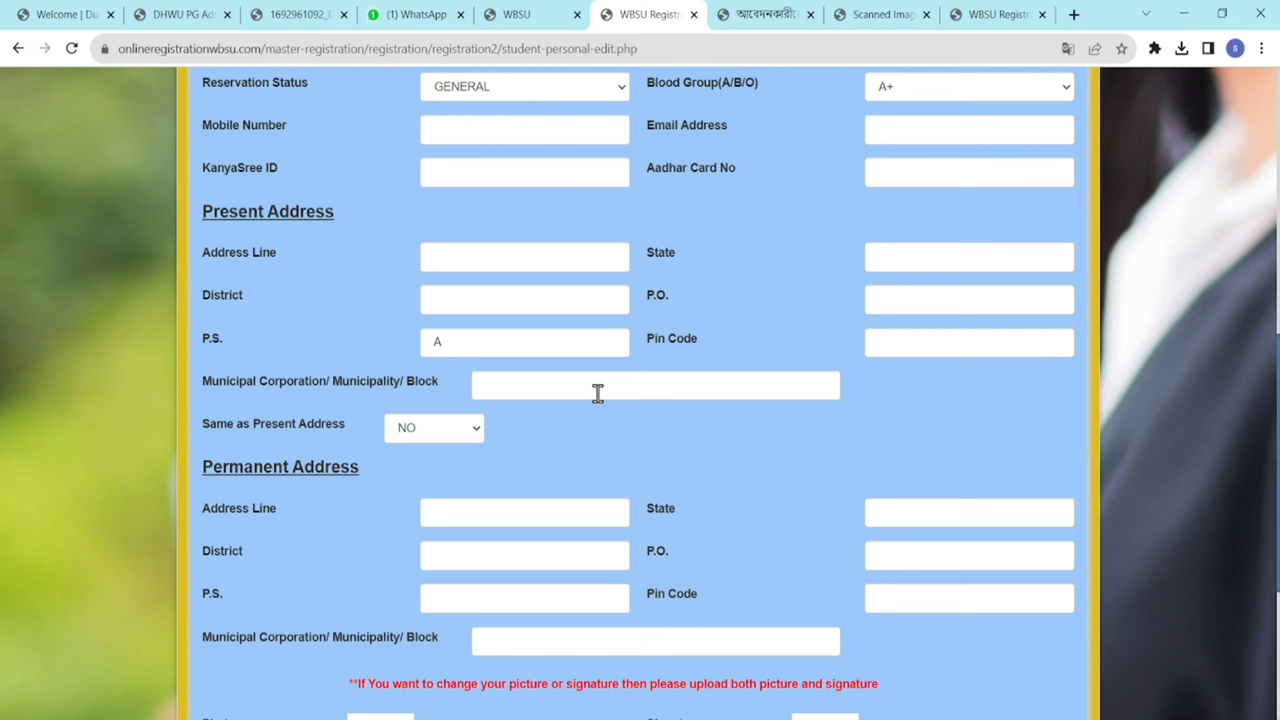 Welcome | Dia
DHWU PG Ad
1692961092_D
(1) WhatsApp
WBSU
WBSU Registr
আবেদনকারীদে
Scanned Imag
WBSU Registr
onlineregistrationwbsu.com/master-registration/registration/registration2/student-personal-edit.php
S
Reservation Status GENERAL Blood Group(A/B/O) A+
Mobile Number Email Address
KanyaSree ID Aadhar Card No
Present Address
Address Line State
District P.O.
P.S. A Pin Code
Municipal Corporation/ Municipality/ Block
Same as Present Address NO
Permanent Address
Address Line State
District P.O.
P.S. Pin Code
Municipal Corporation/ Municipality/ Block
**If You want to change your picture or signature then please upload both picture and signature